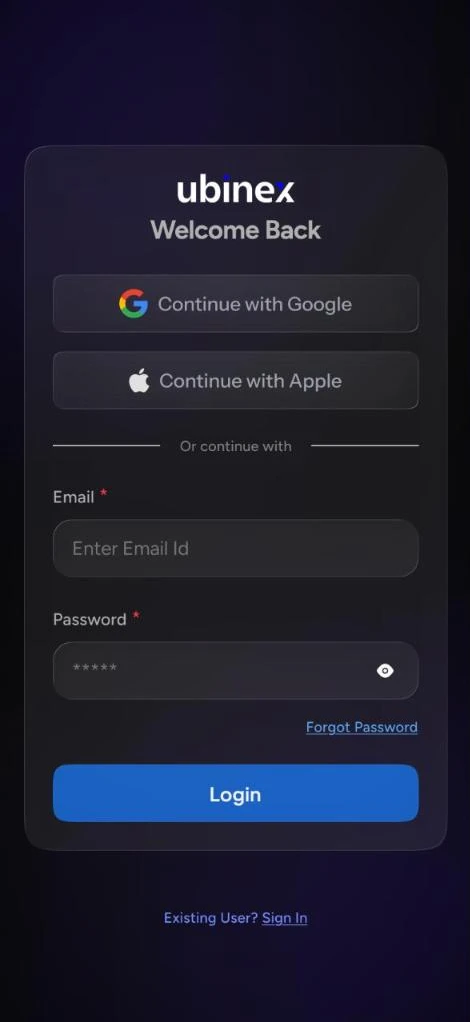 ubinex
Welcome Back
Continue with Google
Continue with Apple
Or continue with
Email *
Enter Email Id
Password *
*****
Forgot Password
Login
Existing User? Sign In